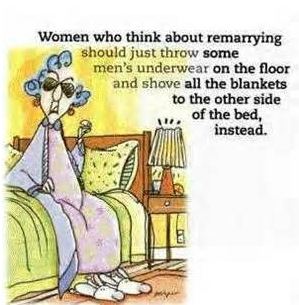 Women who think about remarrying
should just throw some
men's underwear on the floor
and shove all the blankets
to the other side
of the bed,
instead.